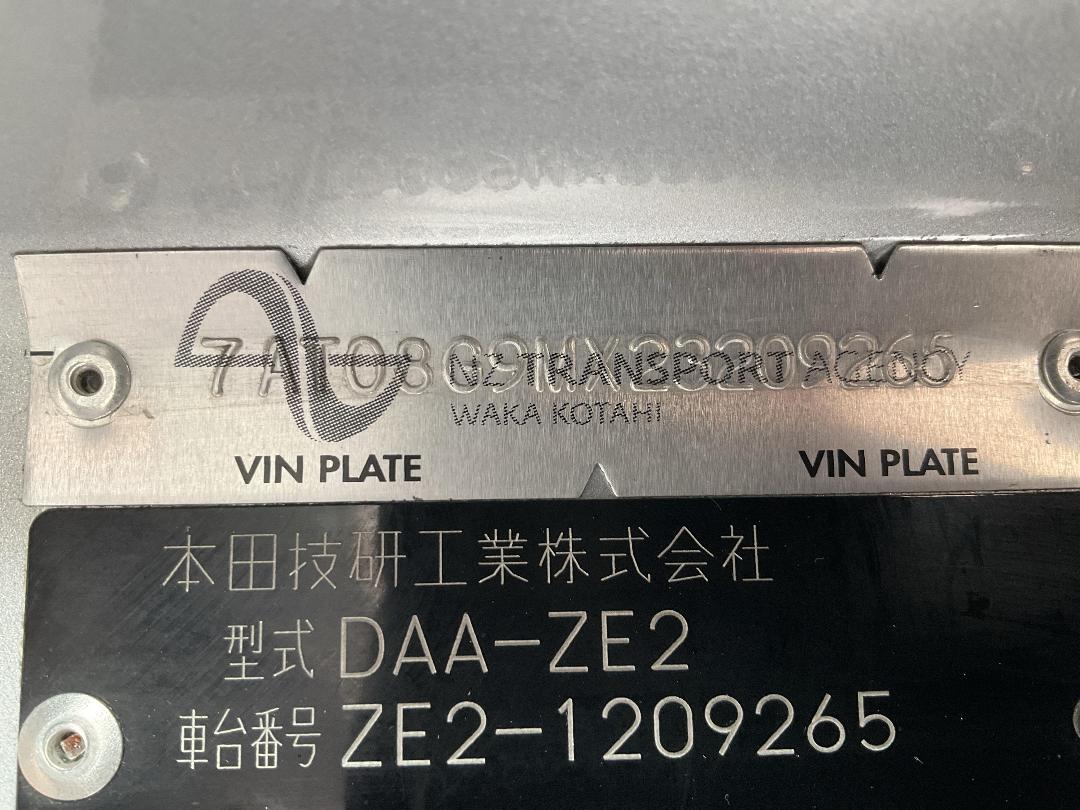 NZ TRANSPORT AGENCY
WAKA KOTAHI
VIN PLATE VIN PLATE
本田技研工業株式会社
型式 DAA-ZE2
車台番号 ZE2-1209265